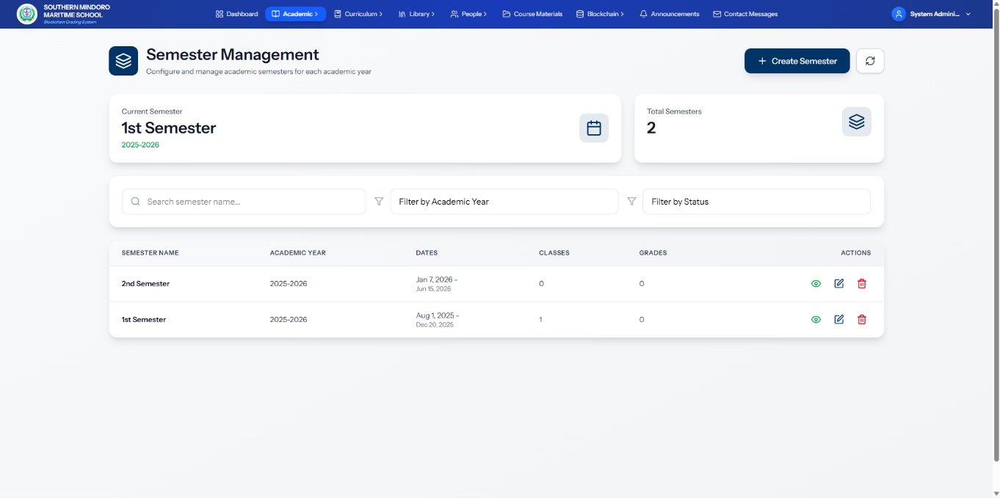 SOUTHERN MINDORO
MARITIME SCHOOL
Blockchain Grading System
Dashboard
Academic
Curriculum
Library
People
Course Materials
Blockchain
Announcements
Contact Messages
System Admini...
Semester Management
Configure and manage academic semesters for each academic year
Create Semester
Current Semester
1st Semester
2025-2026
Total Semesters
2
Search semester name...
Filter by Academic Year
Filter by Status
SEMESTER NAME ACADEMIC YEAR DATES CLASSES GRADES ACTIONS
2nd Semester 2025-2026 Jan 7, 2026 - 0 0
Jun 15, 2026
1st Semester 2025-2026 Aug 1, 2025 - 1 0
Dec 20, 2025